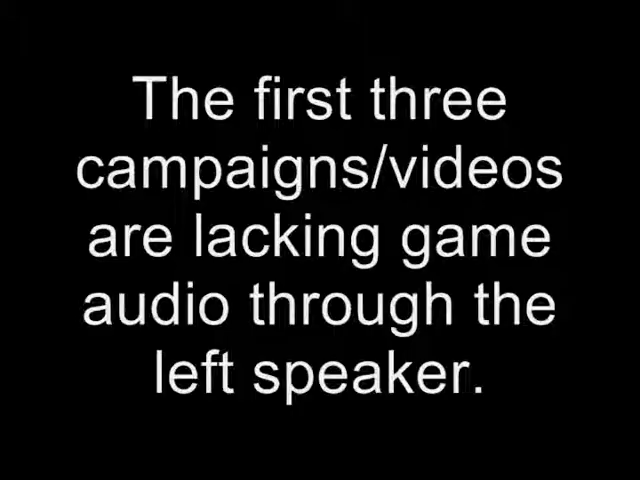 The first three
campaigns/videos
are lacking game
audio through the
left speaker.